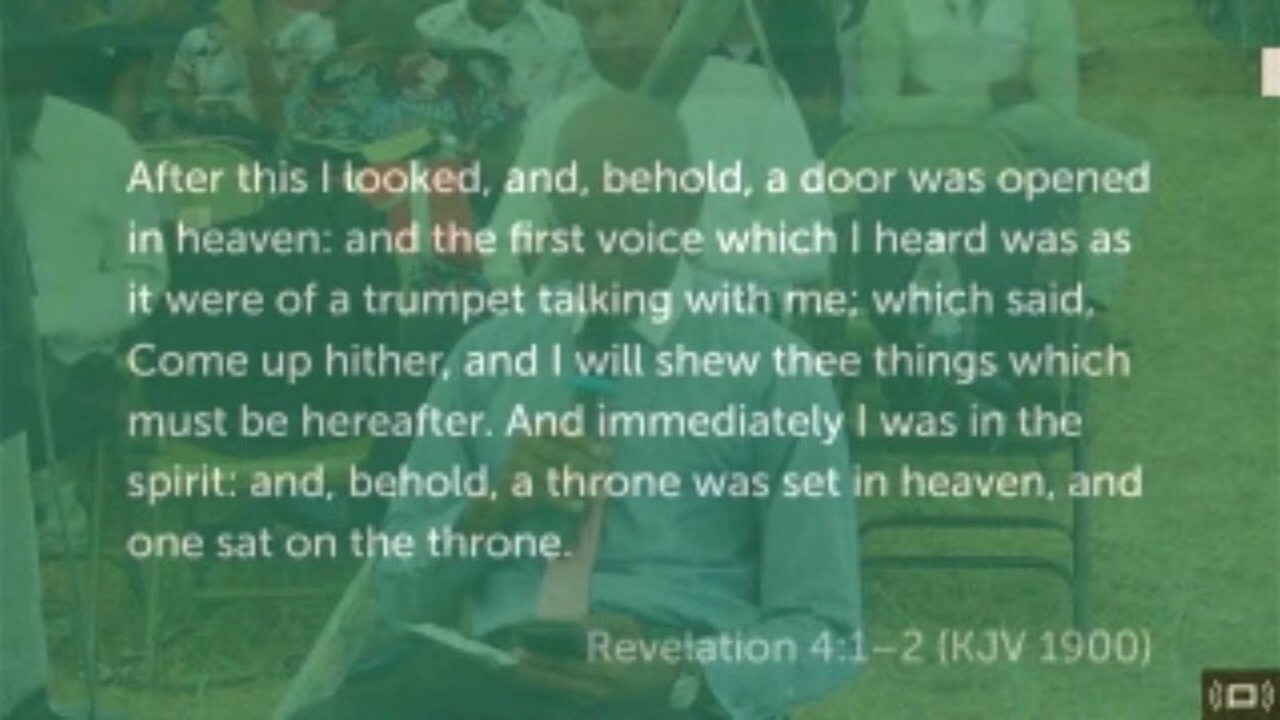 After this I looked, and, behold, a door was opened
in heaven: and the first voice which I heard was as
it were of a trumpet talking with me; which said,
Come up hither, and I will shew thee things which
must be hereafter. And immediately I was in the
spirit: and, behold, a throne was set in heaven, and
one sat on the throne.
Revelation 4:1–2 (KJV 1900)